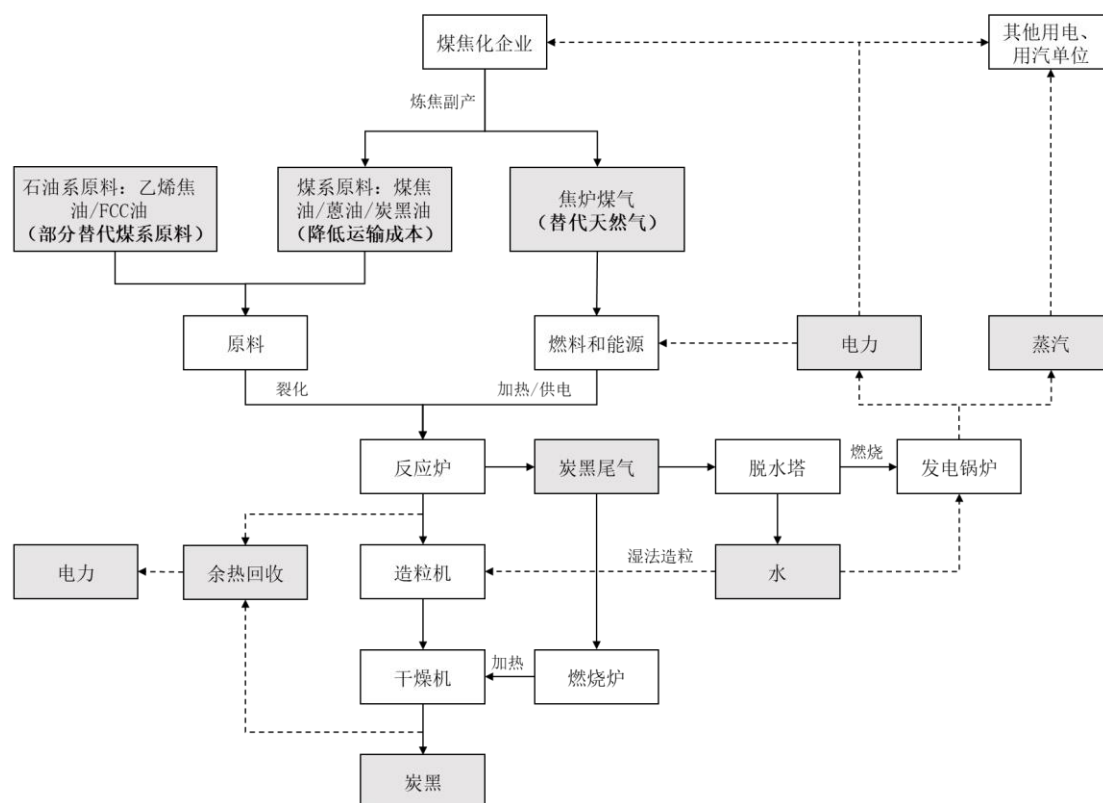 煤焦化企业
其他用电、
用汽单位
炼焦副产
石油系原料：乙烯焦
油/FCC油
（部分替代煤系原料）
煤系原料：煤焦
油/蒽油/炭黑油
（降低运输成本）
焦炉煤气
（替代天然气）
原料
燃料和能源
电力
蒸汽
裂化
加热/供电
反应炉
炭黑尾气
脱水塔
燃烧
发电锅炉
电力
余热回收
造粒机
湿法造粒
水
干燥机
加热
燃烧炉
炭黑